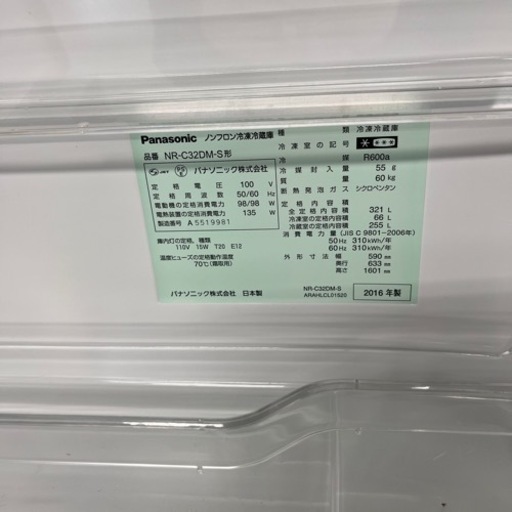 Panasonic ノンフロン冷凍冷蔵庫
品番 NR-C32DM-S形
JET PSE パナソニック株式会社
定格電圧 100 V
定格周波数 50/60 Hz
電動機の定格消費電力 98/98 W
電熱装置の定格消費電力 135 W
製造番号 A 5519981
庫内灯の定格、種類
110V 15W T20 E12
温度ヒューズの定格動作温度
70℃(霜取用)
パナソニック株式会社 日本製
種類 冷凍冷蔵庫
冷凍室の記号
冷媒 R600a
冷媒封入量 55 g
質量 60 kg
断熱発泡ガス シクロペンタン
定格内容積
全定格内容積 321 L
冷凍室の定格内容積 66 L
冷蔵室の定格内容積 255 L
消費電力量 (JIS C 9801-2006年)
50Hz 310kWh/年
60Hz 310kWh/年
外形寸法 幅 590 mm
奥行 633 mm
高さ 1601 mm
NR-C32DM-S
ARAHLCL01520
2016 年製